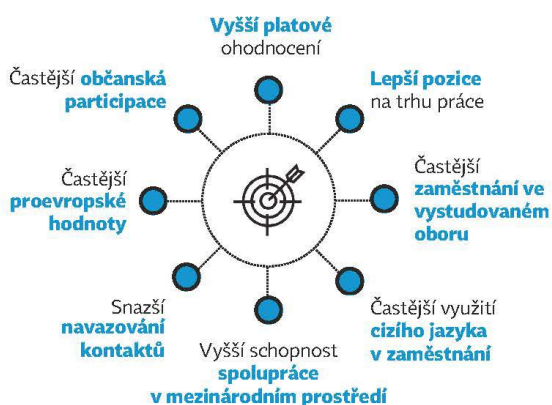 Vyšší platové
ohodnocení
Lepší pozice
na trhu práce
Častější
zaměstnání ve
vystudovaném
oboru
Častější využití
cizího jazyka
v zaměstnání
Vyšší schopnost
spolupráce
v mezinárodním prostředí
Snazší
navazování
kontaktů
Častější
proevropské
hodnoty
Častější občanská
participace